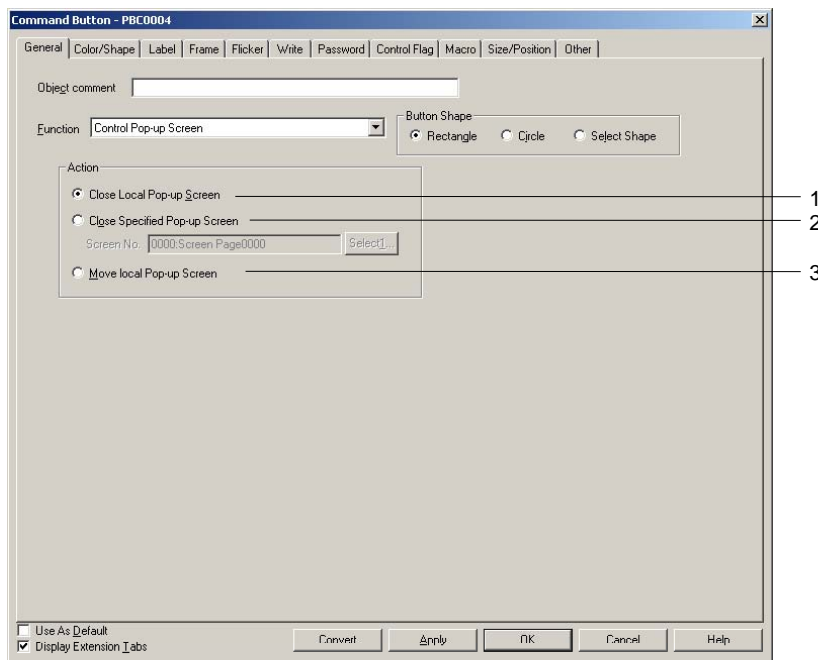 Command Button - PBC0004
General Color/Shape Label Frame Flicker Write Password Control Flag Macro Size/Position Other
Object comment
Function Control Pop-up Screen
Button Shape
Rectangle Circle Select Shape
Action
Close Local Pop-up Screen 1
Close Specified Pop-up Screen 2
Screen No. 0000:Screen Page0000 Select1...
Move local Pop-up Screen 3
Use As Default
Display Extension Tabs
Convert Apply OK Cancel Help